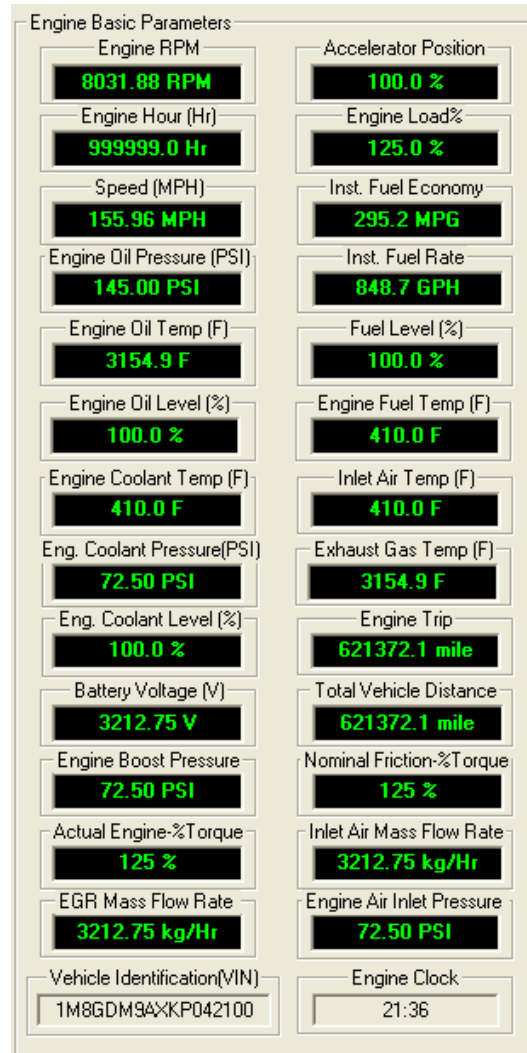 Engine Basic Parameters
Engine RPM
8031.88 RPM
Engine Hour (Hr)
999999.0 Hr
Speed (MPH)
155.96 MPH
Engine Oil Pressure (PSI)
145.00 PSI
Engine Oil Temp (F)
3154.9 F
Engine Oil Level (%)
100.0 %
Engine Coolant Temp (F)
410.0 F
Eng. Coolant Pressure(PSI)
72.50 PSI
Eng. Coolant Level (%)
100.0 %
Battery Voltage (V)
3212.75 V
Engine Boost Pressure
72.50 PSI
Actual Engine-%Torque
125 %
EGR Mass Flow Rate
3212.75 kg/Hr
Vehicle Identification(VIN)
1M8GDM9AXKP042100
Accelerator Position
100.0 %
Engine Load%
125.0 %
Inst. Fuel Economy
295.2 MPG
Inst. Fuel Rate
848.7 GPH
Fuel Level (%)
100.0 %
Engine Fuel Temp (F)
410.0 F
Inlet Air Temp (F)
410.0 F
Exhaust Gas Temp (F)
3154.9 F
Engine Trip
621372.1 mile
Total Vehicle Distance
621372.1 mile
Nominal Friction-%Torque
125 %
Inlet Air Mass Flow Rate
3212.75 kg/Hr
Engine Air Inlet Pressure
72.50 PSI
Engine Clock
21:36